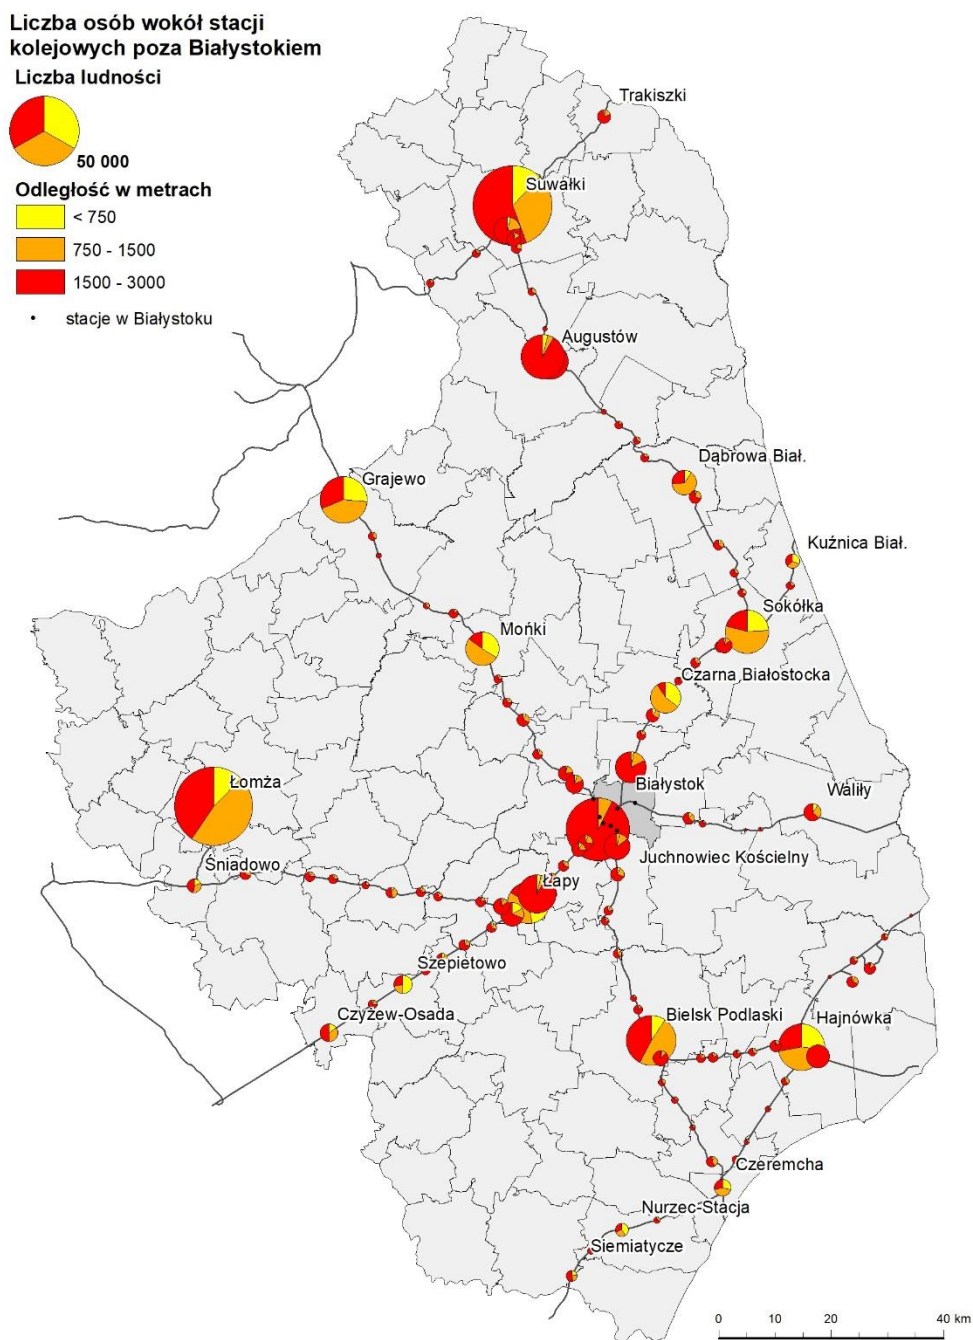 Liczba osób wokół stacji
kolejowych poza Białystokiem
Liczba ludności
50 000
Odległość w metrach
< 750
750 - 1500
1500 - 3000
stacje w Białystoku
Trakiszki
Suwałki
Augustów
Dąbrowa Biał.
Grajewo
Kuźnica Biał.
Sokółka
Mońki
Czarna Białostocka
Łomża
Białystok
Waliły
Juchnowiec Kościelny
Śniadowo
Łapy
Szepietowo
Czyżew-Osada
Bielsk Podlaski
Hajnówka
Czeremcha
Nurzec-Stacja
Siemiatycze
0 10 20 40 km